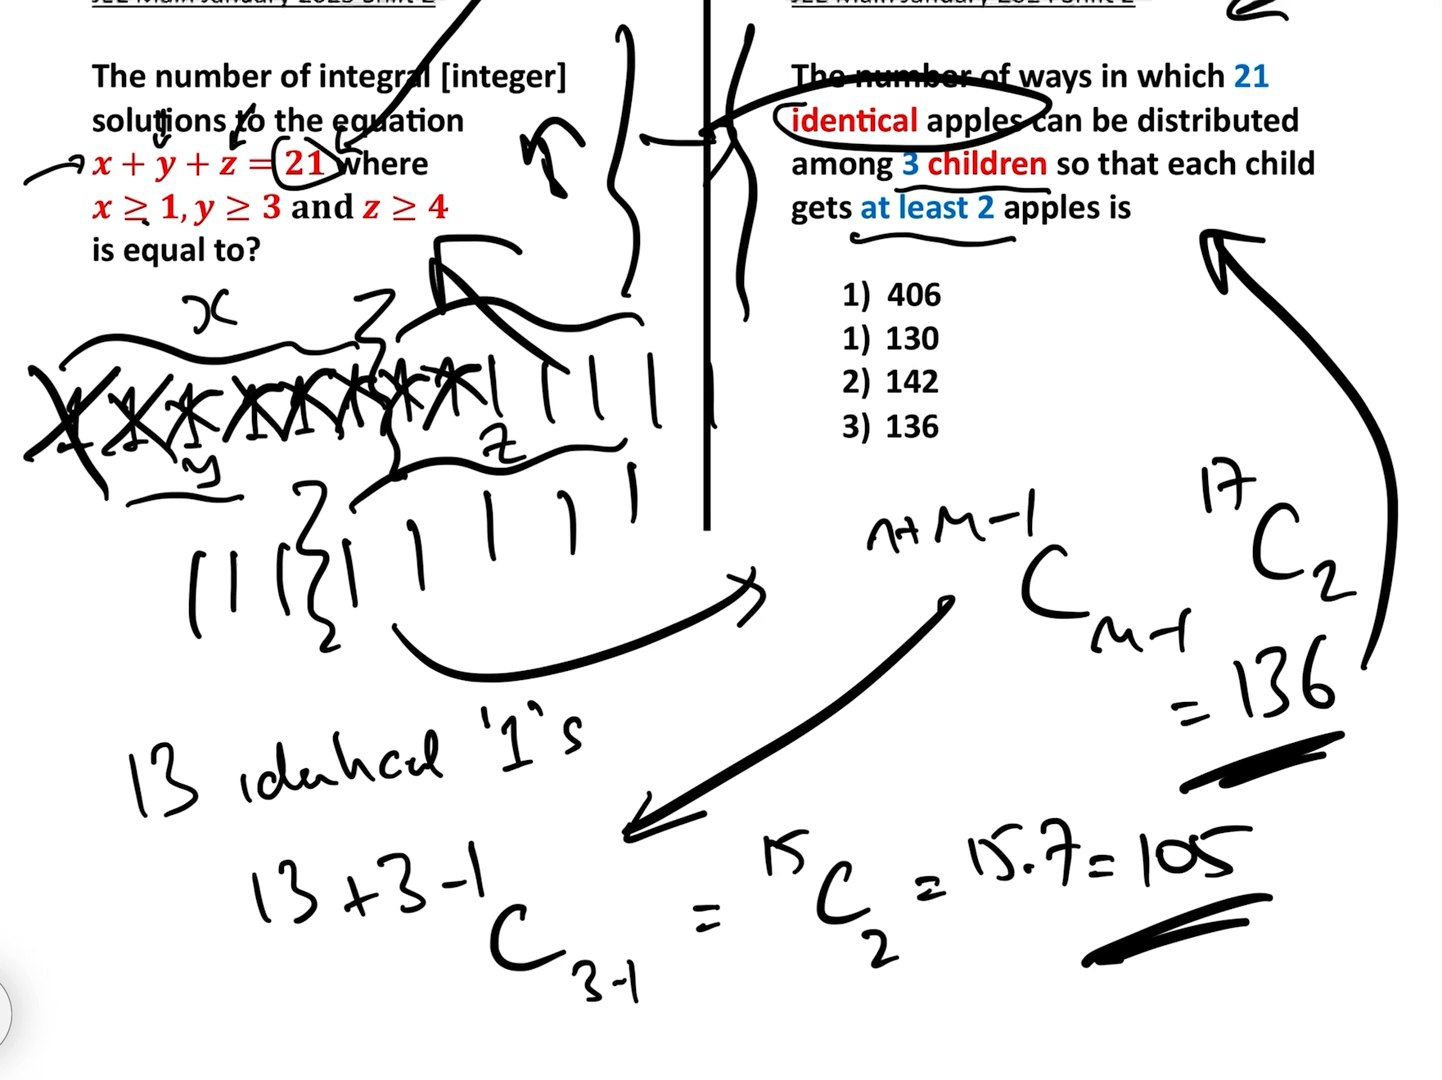 The number of integral [integer]
solutions to the equation
x + y + z = 21 where
x ≥ 1, y ≥ 3 and z ≥ 4
is equal to?
x
n
z
y
13 identical '1's
13+3-1 C 3-1 = 15 C 2 = 15.7 = 105
The number of ways in which 21
identical apples can be distributed
among 3 children so that each child
gets at least 2 apples is
1) 406
1) 130
2) 142
3) 136
n+r-1 C r-1
17 C 2
= 136